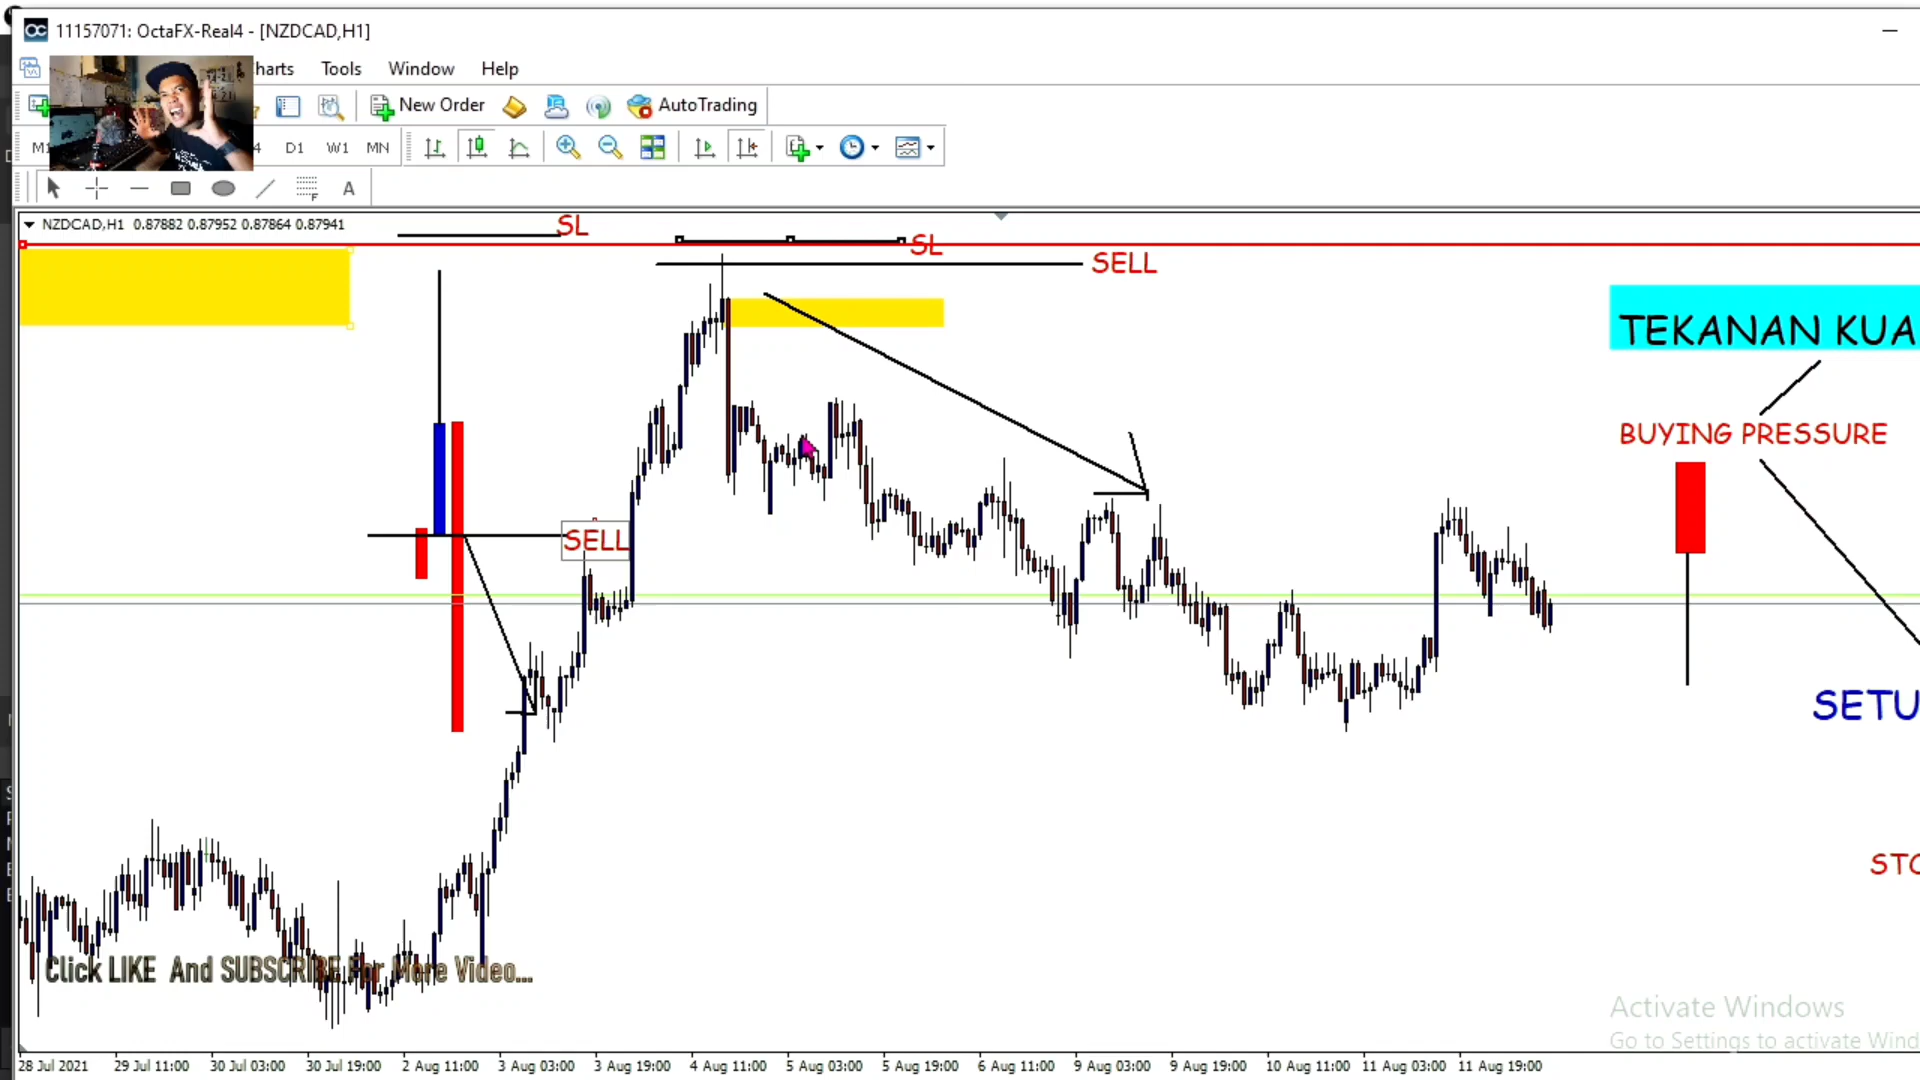 11157071: OctaFX-Real4 - [NZDCAD,H1]
harts Tools Window Help
New Order AutoTrading
M1 4 D1 W1 MN
A
NZDCAD,H1 0.87882 0.87952 0.87864 0.87941
SL
SL
SELL
TEKANAN KUA
BUYING PRESSURE
SELL
SETU
STO
Click LIKE And SUBSCRIBE For More Video...
Activate Windows
Go to Settings to activate Wind
28 Jul 2021 29 Jul 11:00 30 Jul 03:00 30 Jul 19:00 2 Aug 11:00 3 Aug 03:00 3 Aug 19:00 4 Aug 11:00 5 Aug 03:00 5 Aug 19:00 6 Aug 11:00 9 Aug 03:00 9 Aug 19:00 10 Aug 11:00 11 Aug 03:00 11 Aug 19:00